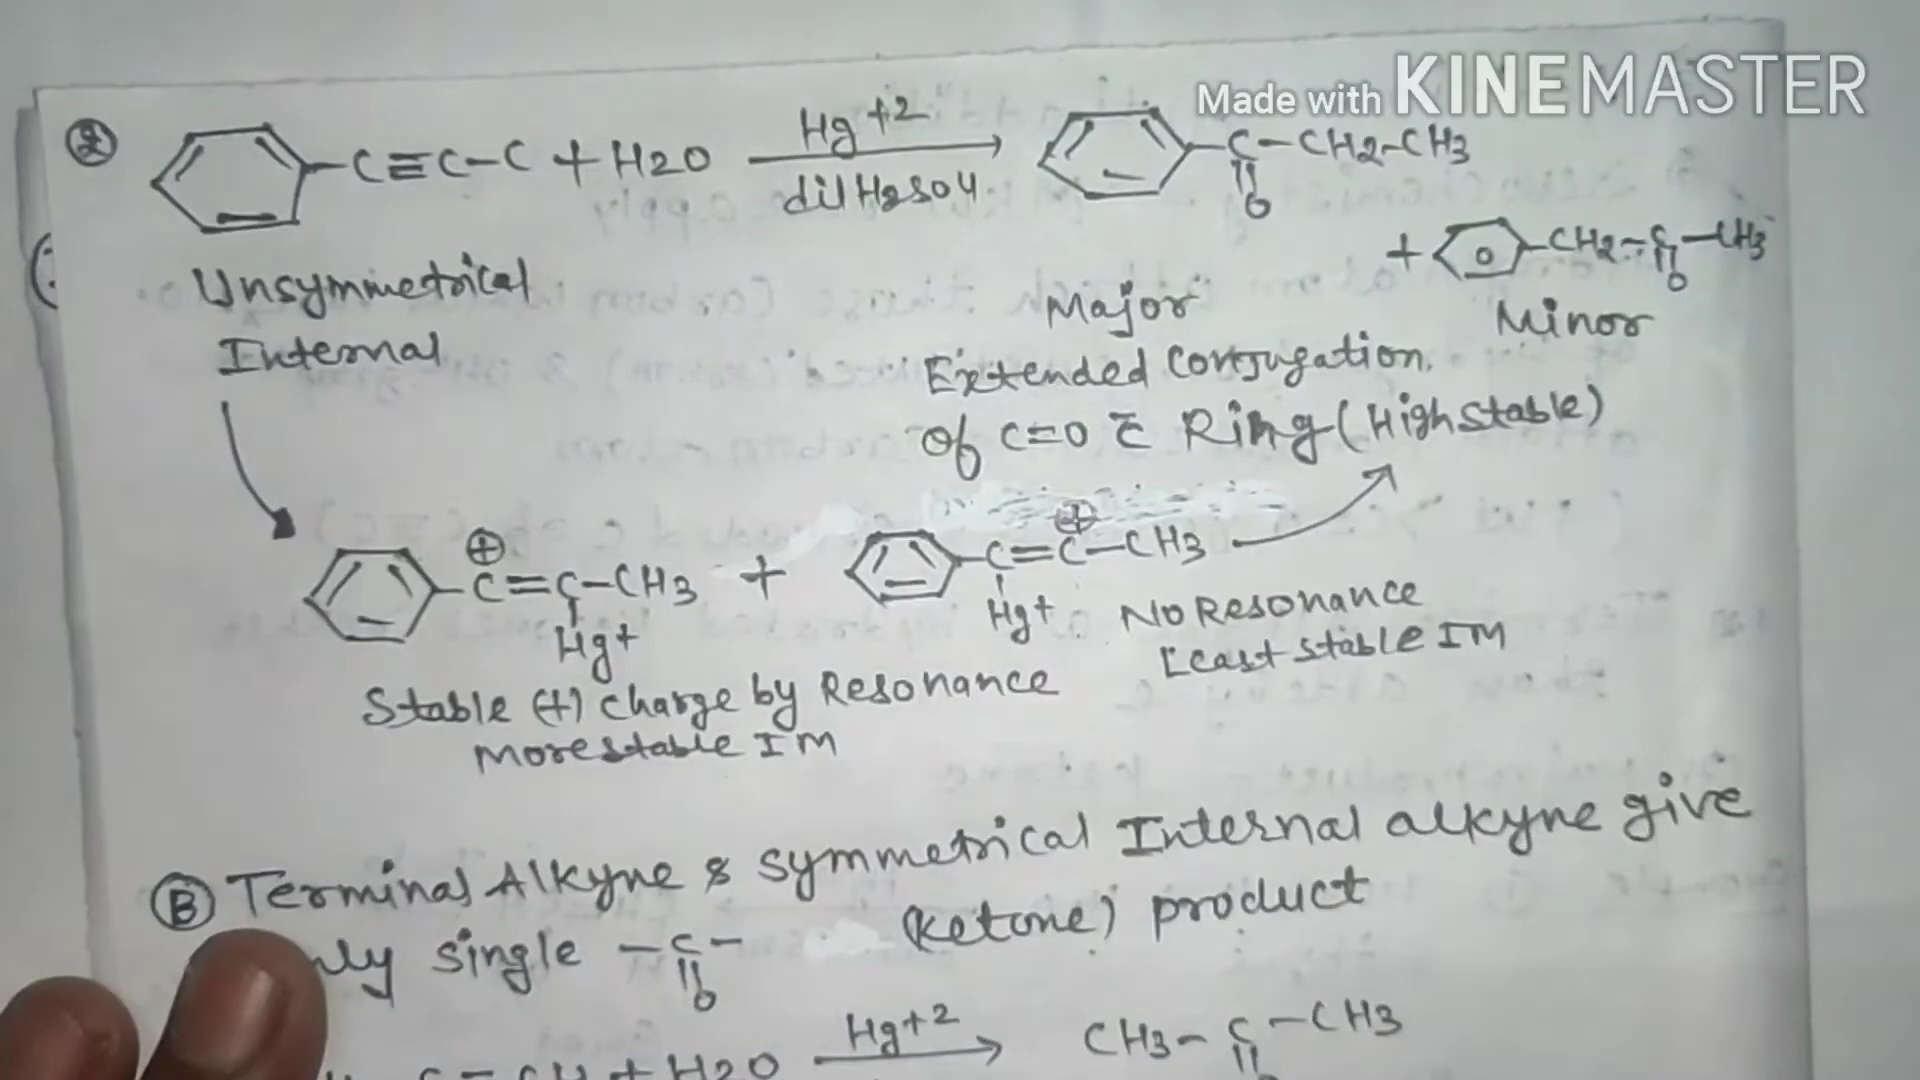 Made with KINEMASTER
② -C≡C-C + H2O Hg+2 dil H2SO4 -C-CH2-CH3
O
+ -CH2-C-CH3
O
Unsymmetrical
Internal
Major
Minor
Extended Conjugation
of C=O c̄ Ring (High Stable)
⊕ ⊕
-C=C-CH3 + -C=C-CH3
Hg+ Hg+
No Resonance
Least stable IM
Stable (+) charge by Resonance
More stable IM
Ⓑ Terminal Alkyne & symmetrical Internal alkyne give
single -C- (Ketone) product
O
Hg+2
+ H2O CH3-C-CH3